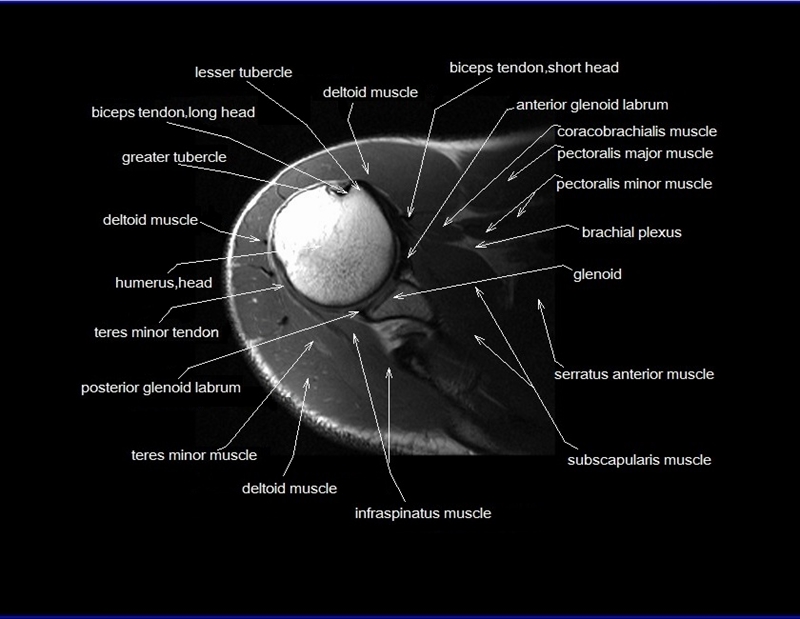 lesser tubercle
biceps tendon,short head
deltoid muscle
biceps tendon,long head
anterior glenoid labrum
coracobrachialis muscle
greater tubercle
pectoralis major muscle
pectoralis minor muscle
deltoid muscle
brachial plexus
humerus,head
glenoid
teres minor tendon
serratus anterior muscle
posterior glenoid labrum
teres minor muscle
subscapularis muscle
deltoid muscle
infraspinatus muscle